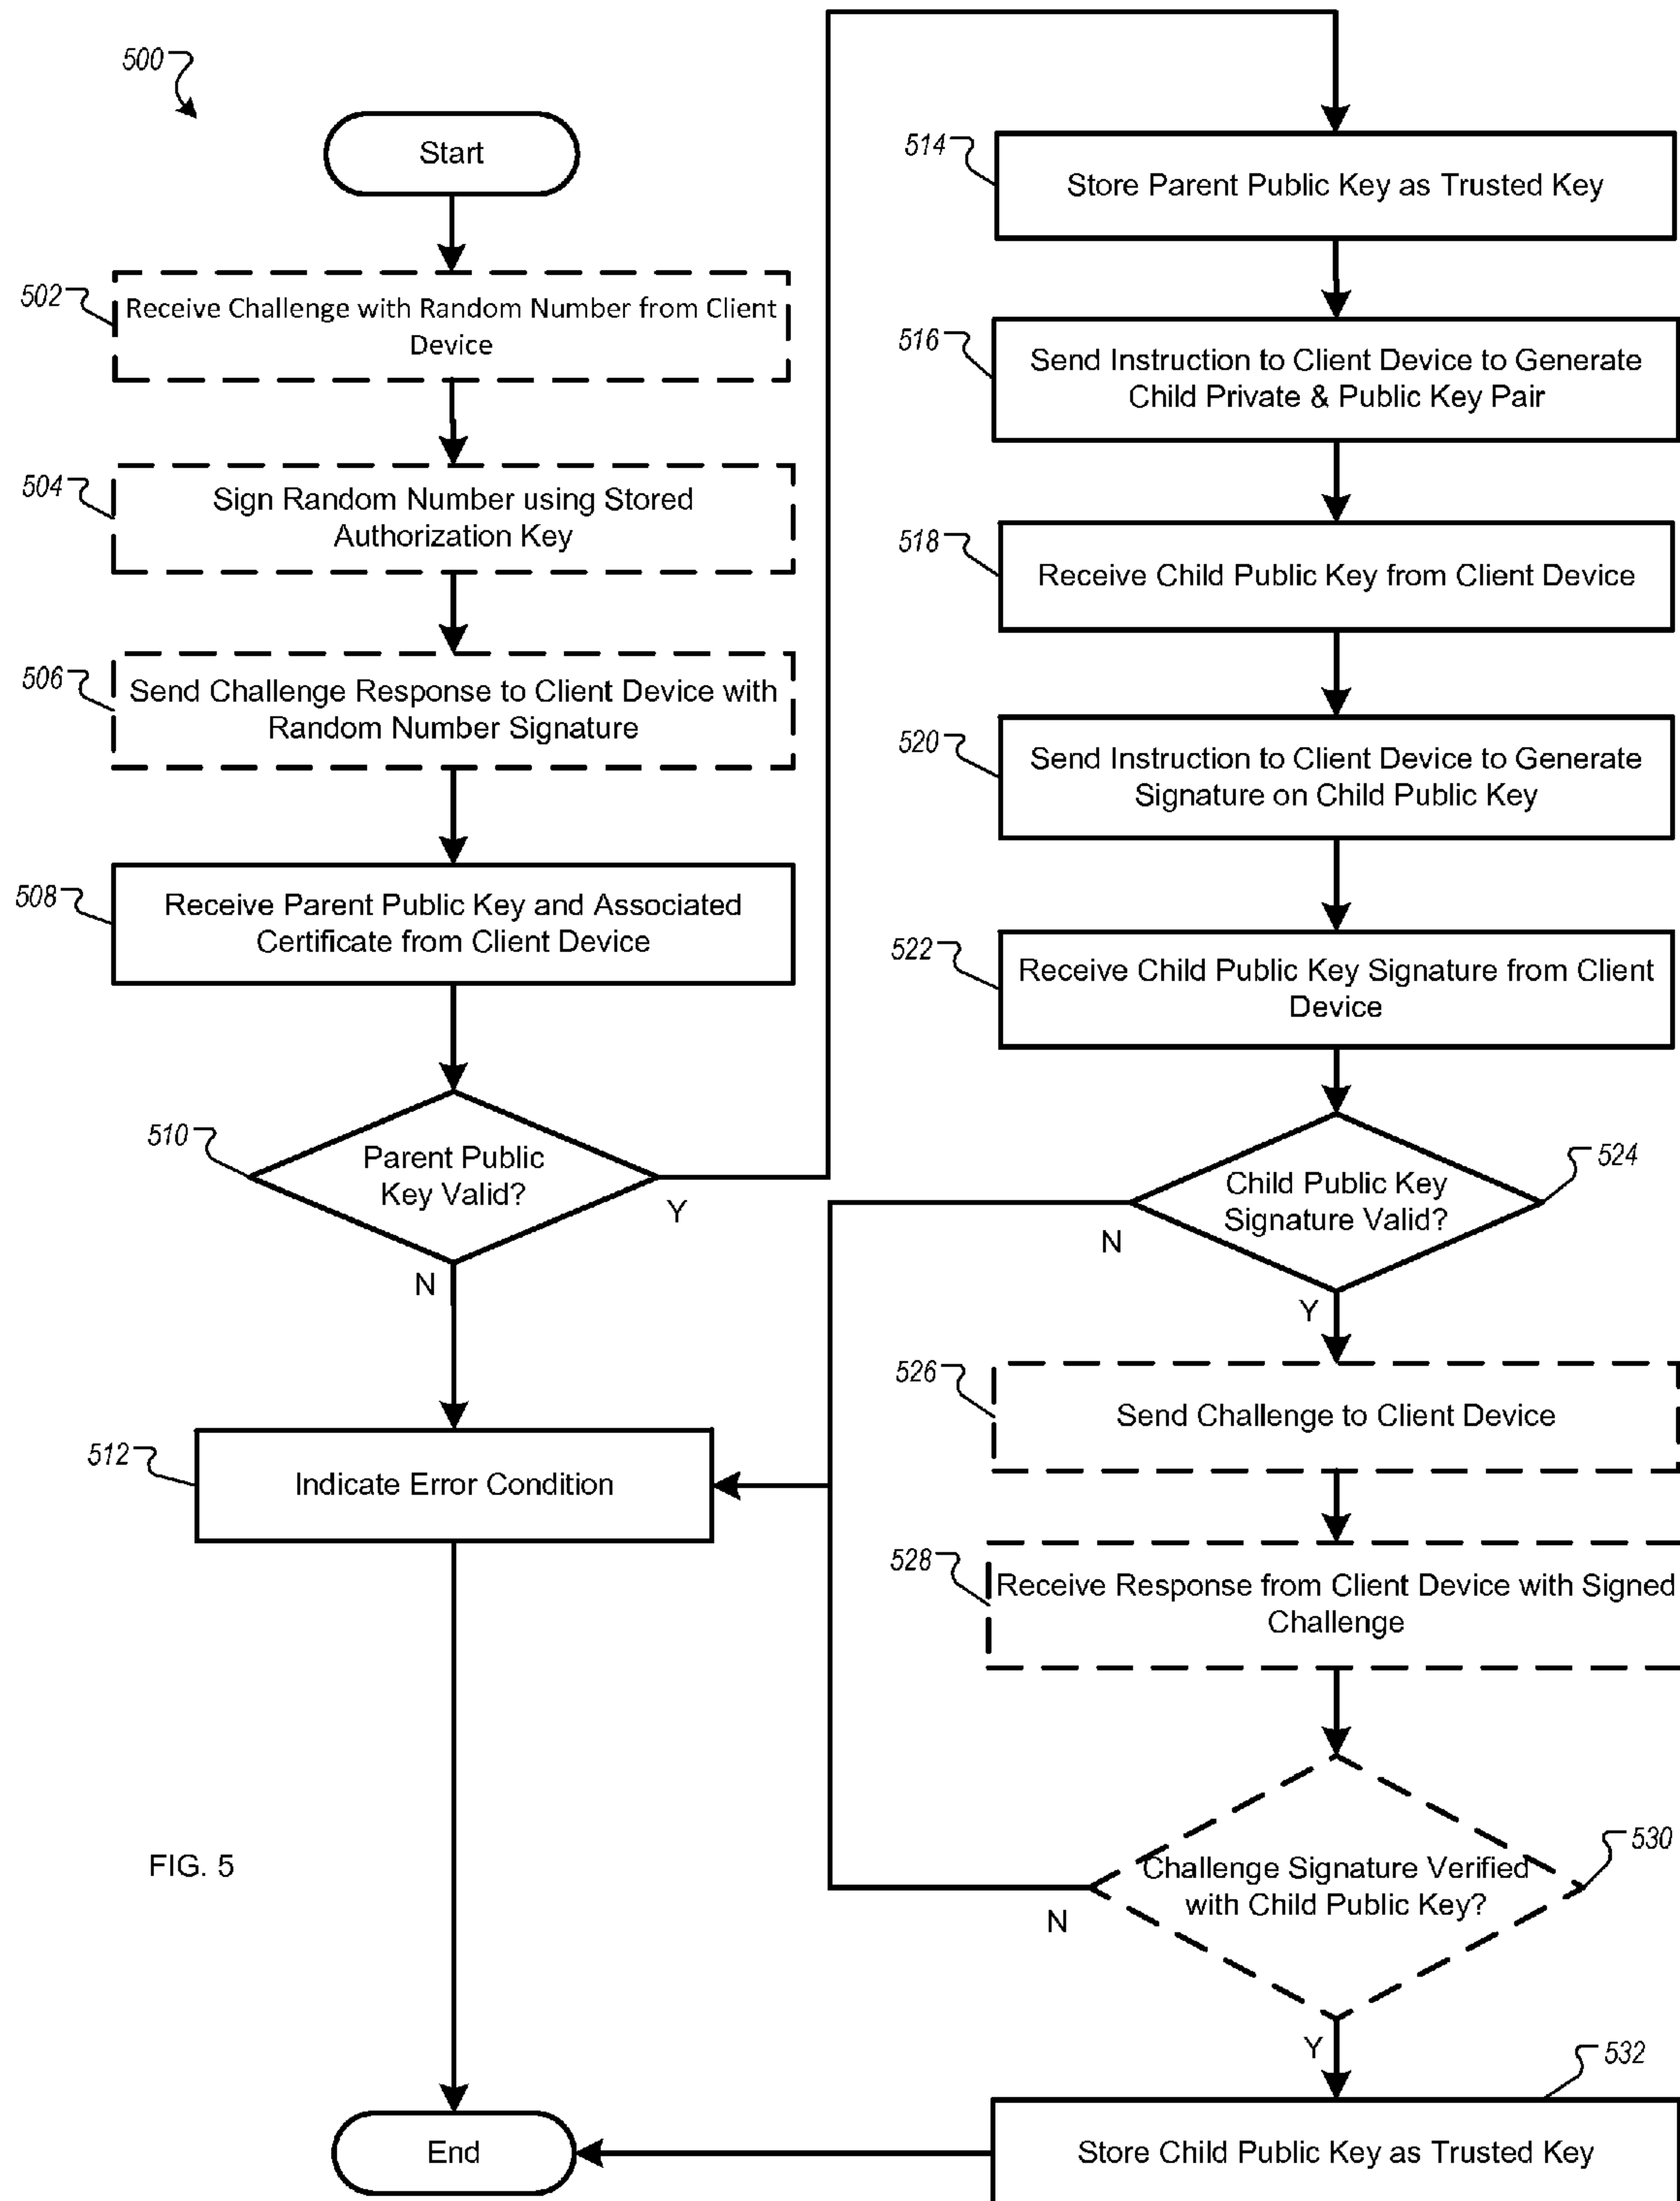 500
Start
502
Receive Challenge with Random Number from Client
Device
504
Sign Random Number using Stored
Authorization Key
506
Send Challenge Response to Client Device with
Random Number Signature
508
Receive Parent Public Key and Associated
Certificate from Client Device
510
Parent Public
Key Valid?
Y
N
512
Indicate Error Condition
FIG. 5
End
514
Store Parent Public Key as Trusted Key
516
Send Instruction to Client Device to Generate
Child Private & Public Key Pair
518
Receive Child Public Key from Client Device
520
Send Instruction to Client Device to Generate
Signature on Child Public Key
522
Receive Child Public Key Signature from Client
Device
524
Child Public Key
Signature Valid?
N
Y
526
Send Challenge to Client Device
528
Receive Response from Client Device with Signed
Challenge
530
Challenge Signature Verified
with Child Public Key?
N
Y
532
Store Child Public Key as Trusted Key